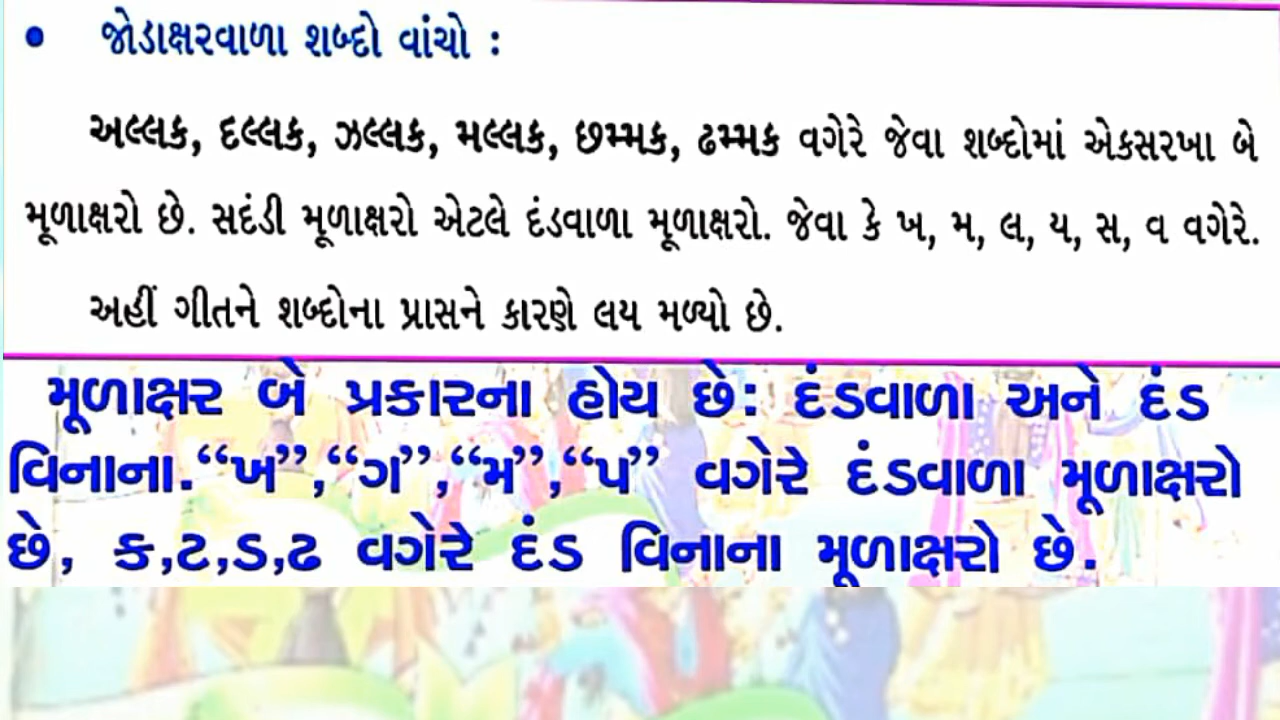 • જોડાક્ષરવાળા શબ્દો વાંચો :
અલ્લક, દલ્લક, ઝલ્લક, મલ્લક, છમ્મક, ઢમ્મક વગેરે જેવા શબ્દોમાં એકસરખા બે
મૂળાક્ષરો છે. સદંડી મૂળાક્ષરો એટલે દંડવાળા મૂળાક્ષરો. જેવા કે ખ, મ, લ, ય, સ, વ વગેરે.
અહીં ગીતને શબ્દોના પ્રાસને કારણે લય મળ્યો છે.
મૂળાક્ષર બે પ્રકારના હોય છે: દંડવાળા અને દંડ
વિનાના.“ખ”,“ગ”,“મ”,“પ” વગેરે દંડવાળા મૂળાક્ષરો
છે, ક,ટ,ડ,ઢ વગેરે દંડ વિનાના મૂળાક્ષરો છે.